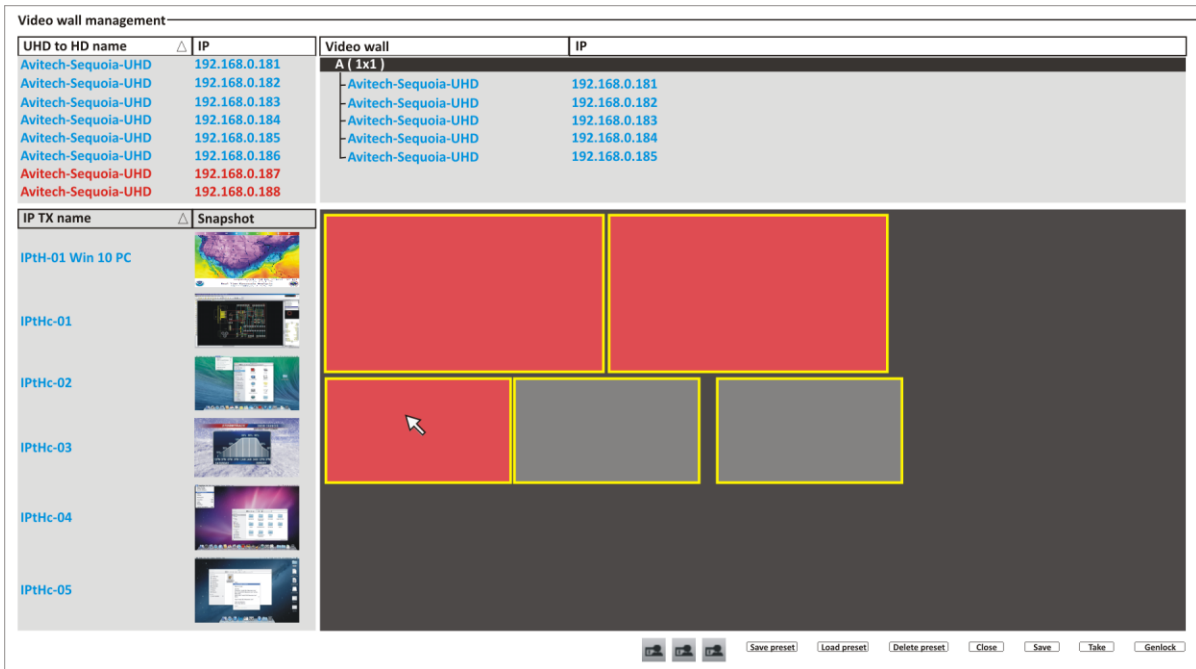 Video wall management
UHD to HD name △ IP
Avitech-Sequoia-UHD 192.168.0.181
Avitech-Sequoia-UHD 192.168.0.182
Avitech-Sequoia-UHD 192.168.0.183
Avitech-Sequoia-UHD 192.168.0.184
Avitech-Sequoia-UHD 192.168.0.185
Avitech-Sequoia-UHD 192.168.0.186
Avitech-Sequoia-UHD 192.168.0.187
Avitech-Sequoia-UHD 192.168.0.188
Video wall IP
A ( 1x1 )
Avitech-Sequoia-UHD 192.168.0.181
Avitech-Sequoia-UHD 192.168.0.182
Avitech-Sequoia-UHD 192.168.0.183
Avitech-Sequoia-UHD 192.168.0.184
Avitech-Sequoia-UHD 192.168.0.185
IP TX name △ Snapshot
IPtH-01 Win 10 PC
IPtHc-01
IPtHc-02
IPtHc-03
IPtHc-04
IPtHc-05
Save preset Load preset Delete preset Close Save Take Genlock